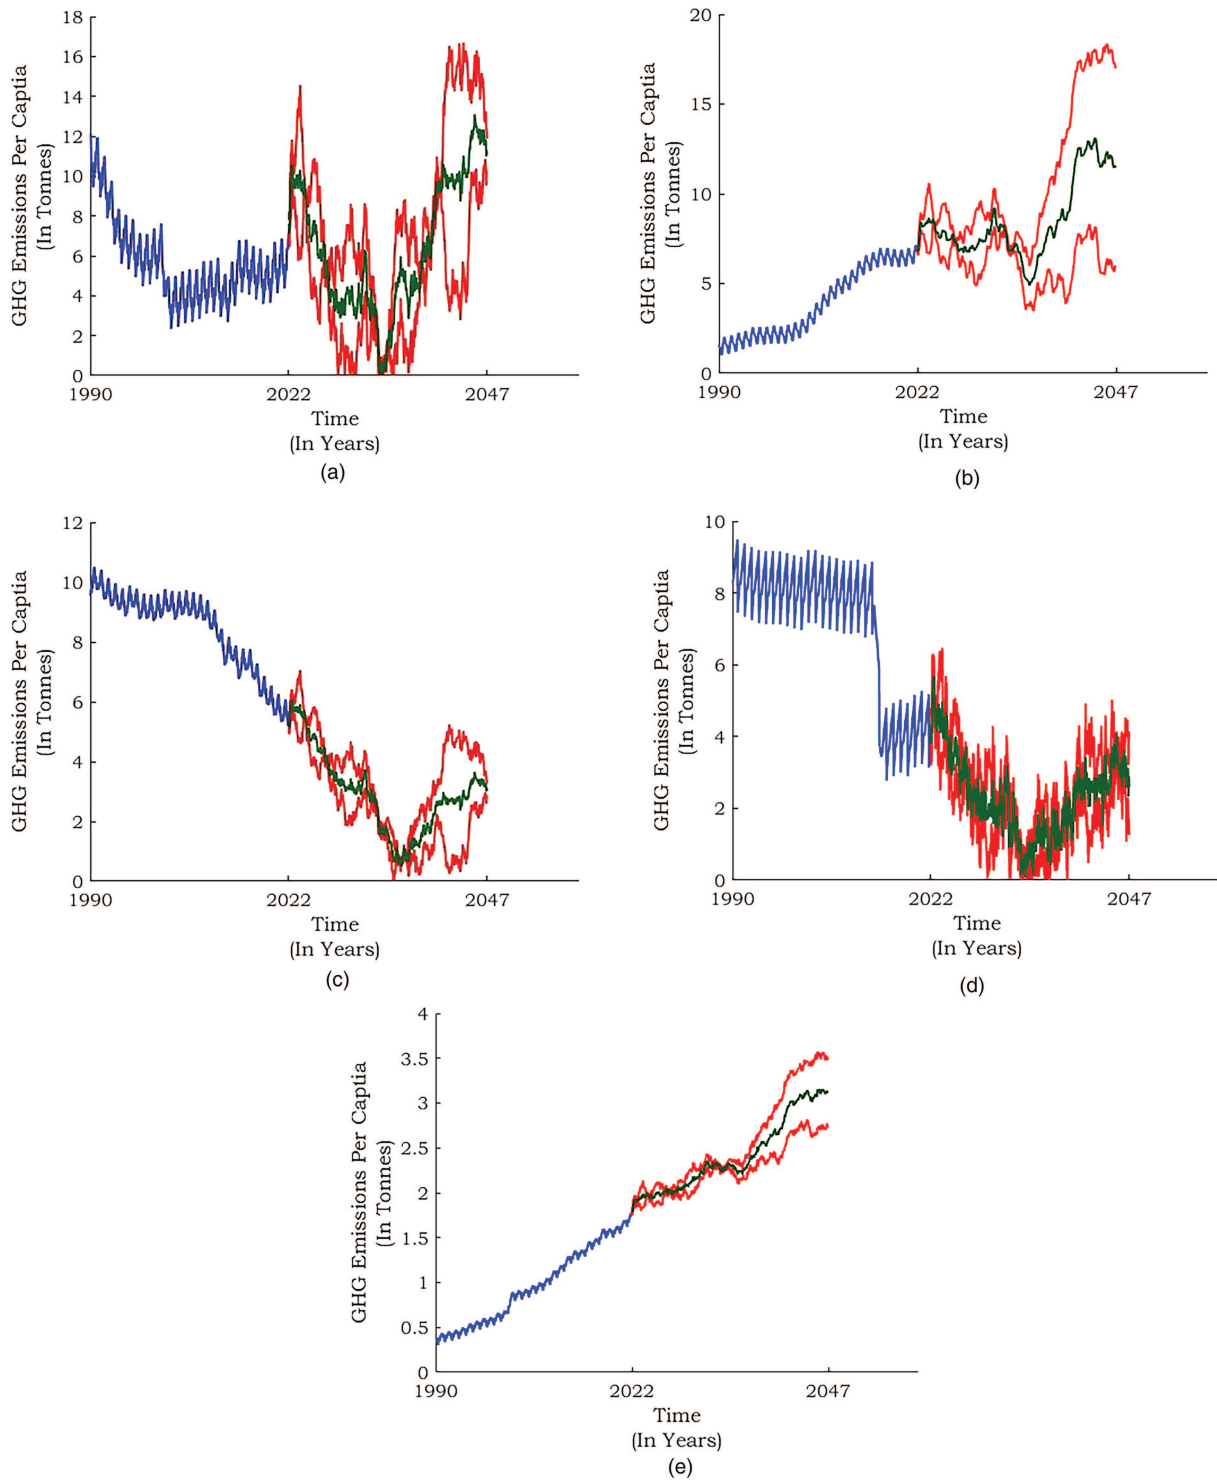 18
16
14
12
10
8
6
4
2
0
GHG Emissions Per Captia
(In Tonnes)
1990
2022
2047
Time
(In Years)
(a)
20
15
10
5
0
GHG Emissions Per Captia
(In Tonnes)
1990
2022
2047
Time
(In Years)
(b)
12
10
8
6
4
2
0
GHG Emissions Per Captia
(In Tonnes)
1990
2022
2047
Time
(In Years)
(c)
10
8
6
4
2
0
GHG Emissions Per Captia
(In Tonnes)
1990
2022
2047
Time
(In Years)
(d)
4
3.5
3
2.5
2
1.5
1
0.5
0
GHG Emissions Per Captia
(In Tonnes)
1990
2022
2047
Time
(In Years)
(e)